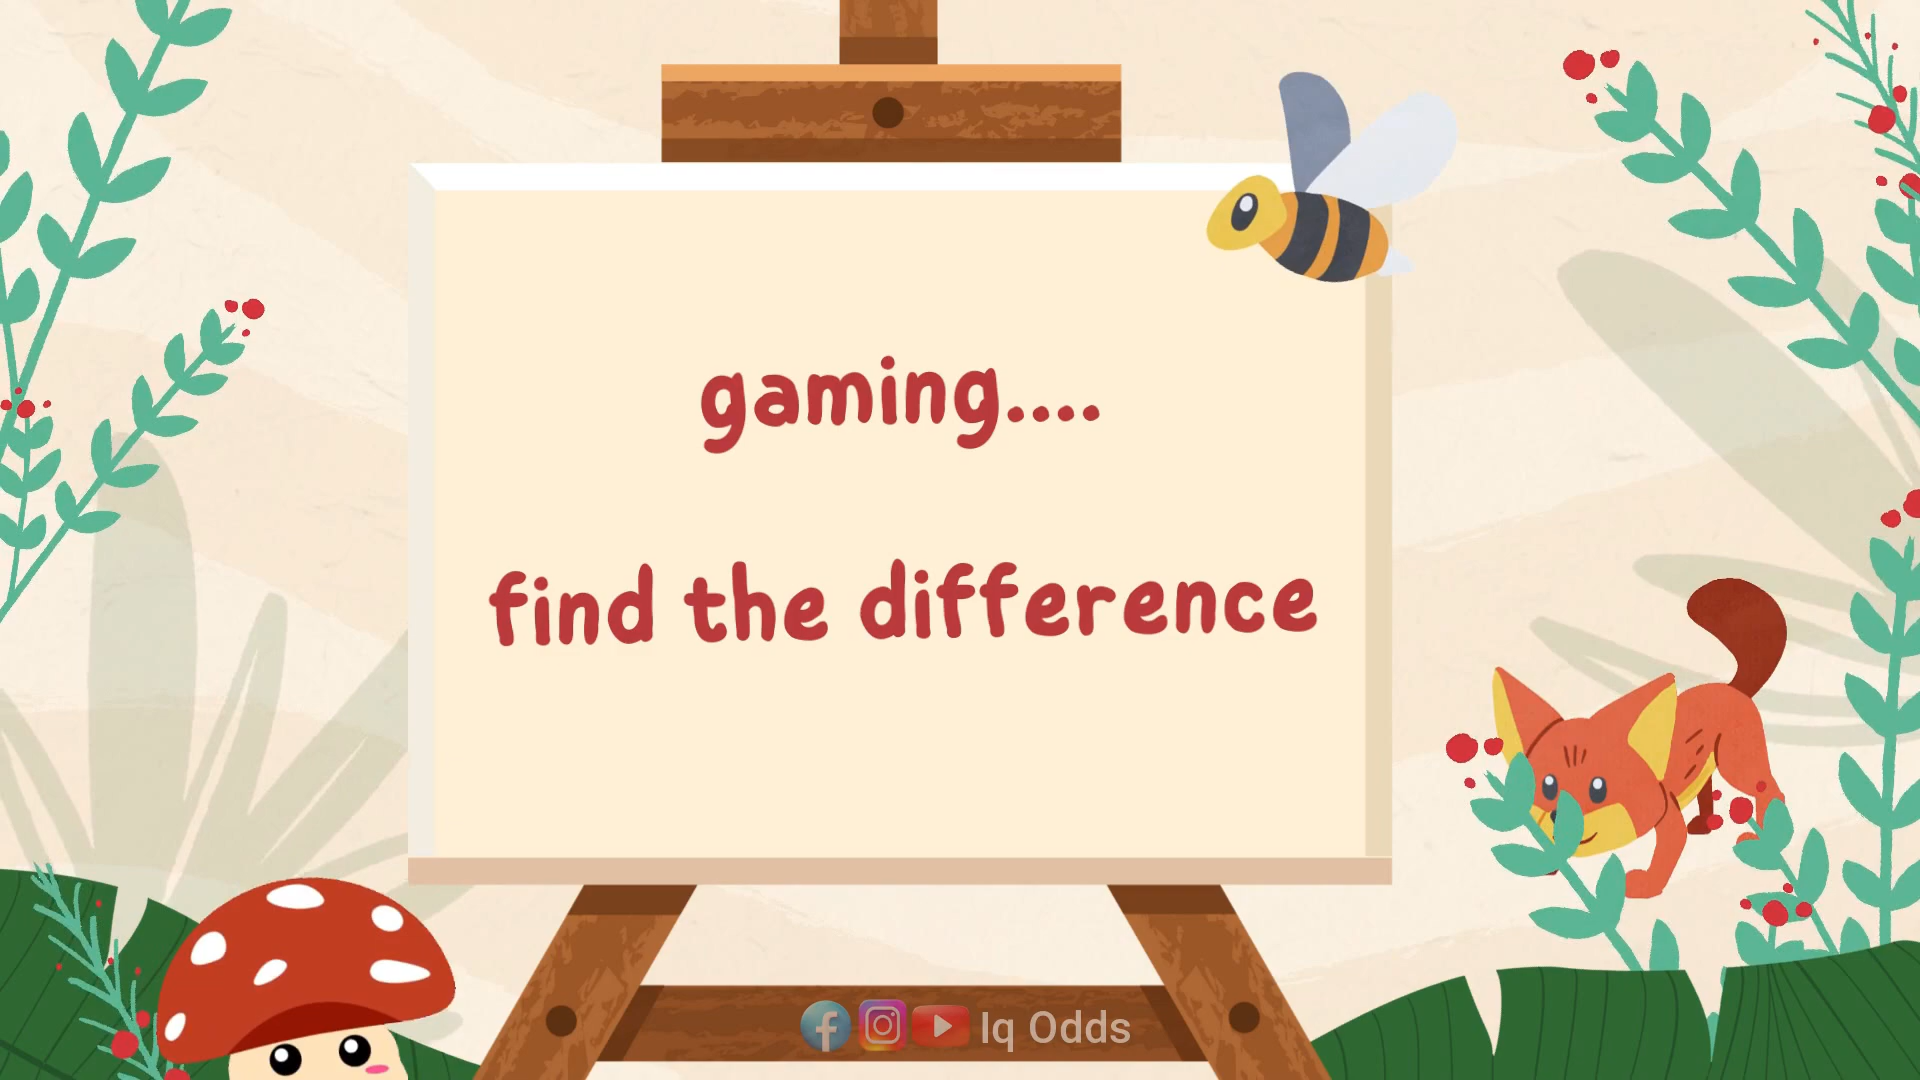 gaming....
find the difference
Iq Odds